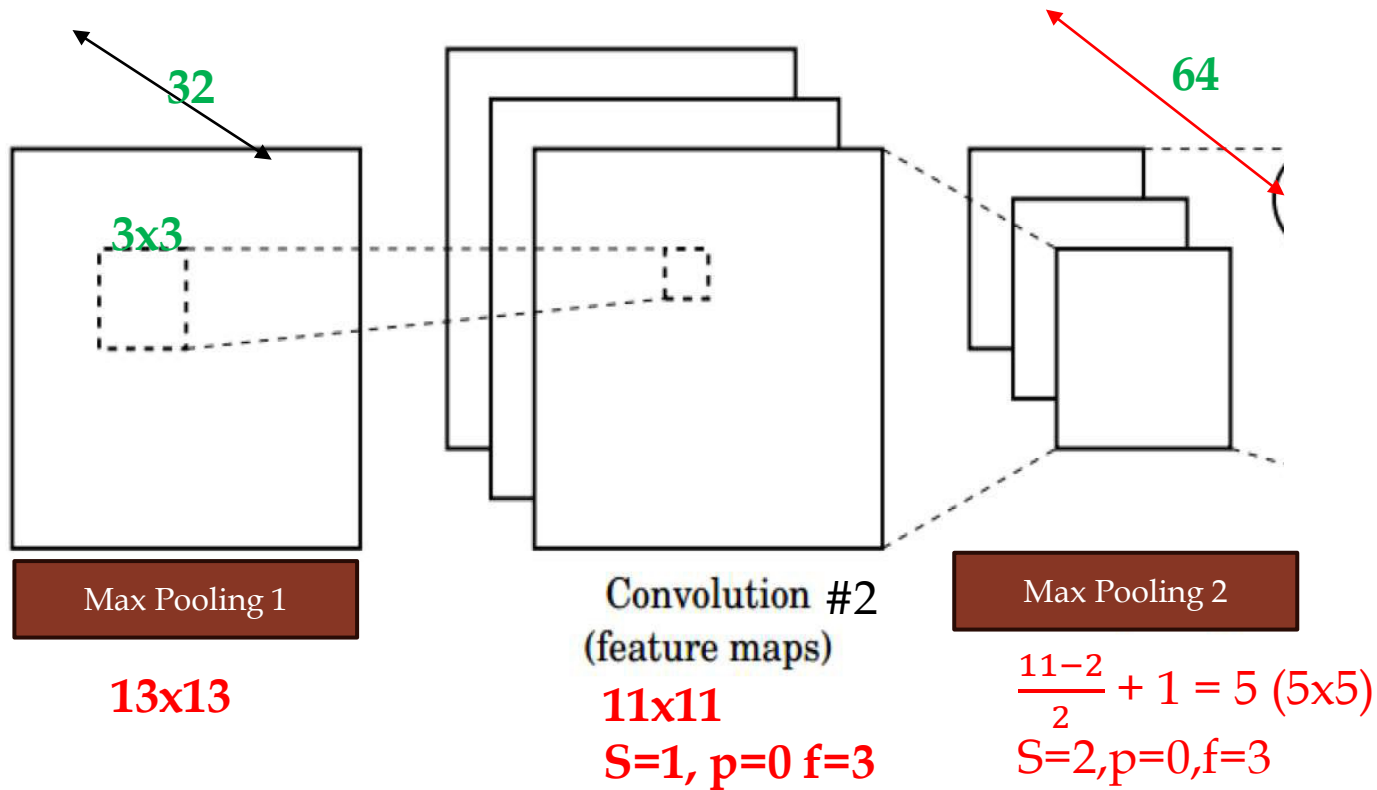 32
64
3x3
Max Pooling 1
Convolution #2
(feature maps)
Max Pooling 2
13x13
11x11
S=1, p=0 f=3
11−2
2
+ 1 = 5 (5x5)
S=2,p=0,f=3